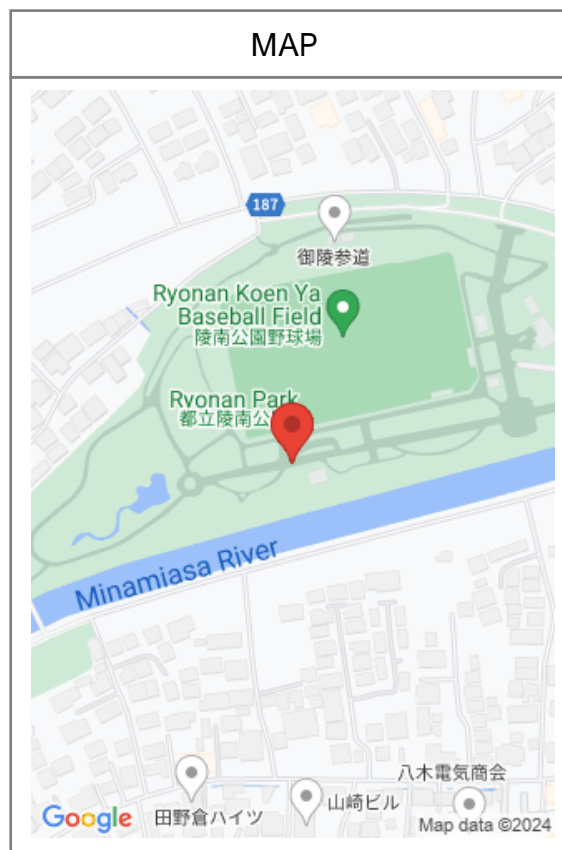 MAP
187
御陵参道
Ryonan Koen Ya
Baseball Field
陵南公園野球場
Ryonan Park
都立陵南公
Minamiasa River
八木電気商会
田野倉ハイツ
山崎ビル
Google
Map data ©2024